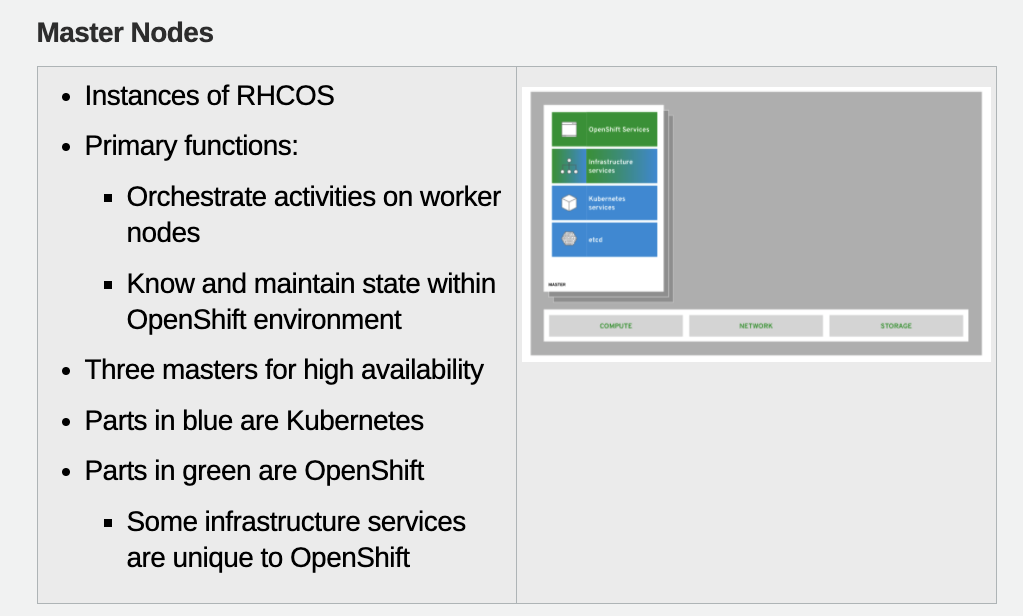 Master Nodes
Instances of RHCOS
Primary functions:
Orchestrate activities on worker
nodes
Know and maintain state within
OpenShift environment
Three masters for high availability
Parts in blue are Kubernetes
Parts in green are OpenShift
Some infrastructure services
are unique to OpenShift
OpenShift Services
Infrastructure
services
Kubernetes
services
etcd
MASTER
COMPUTE
NETWORK
STORAGE